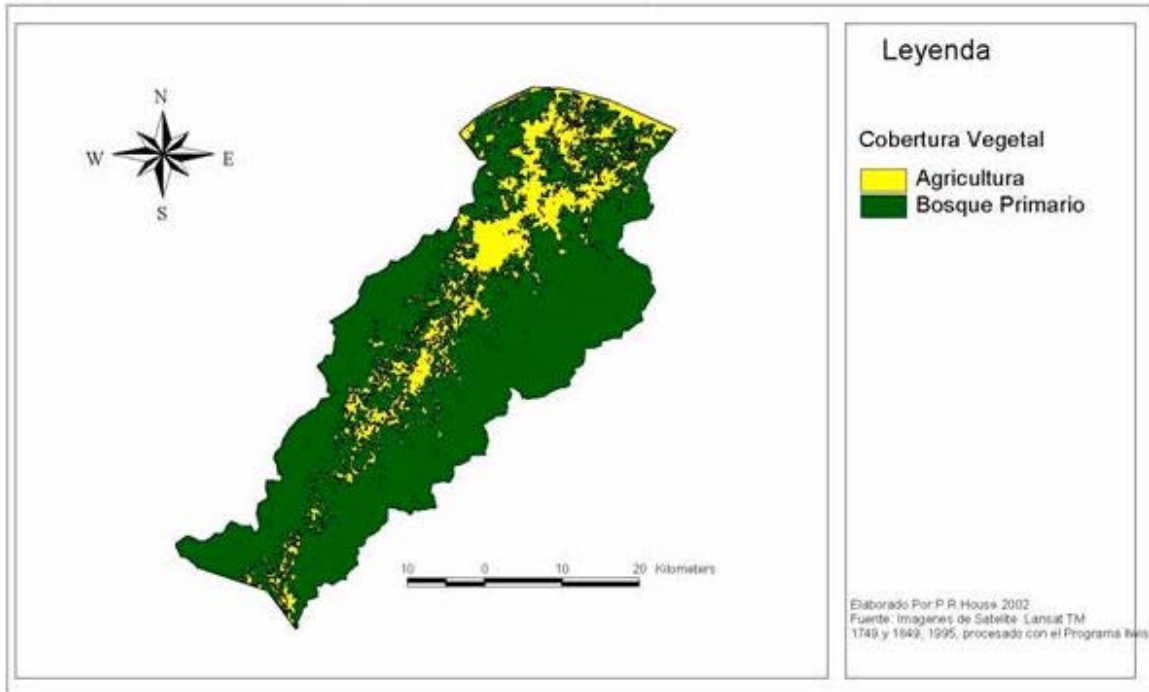 N
W E
S
10 0 10 20 Kilometers
Leyenda
Cobertura Vegetal
Agricultura
Bosque Primario
Elaborado Por P R House 2002
Fuente: Imagenes de Satelite Lansat TM
1749 y 1849, 1995, procesado con el Programa